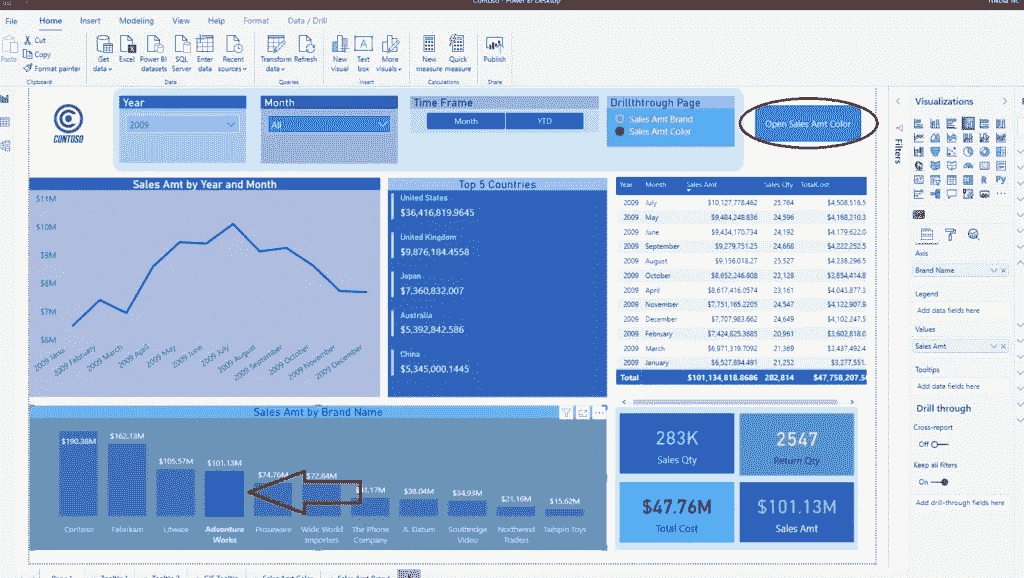 Contoso - Power BI Desktop
File Home Insert Modeling View Help Format Data / Drill
Paste
Cut
Copy
Format painter
Get data
Excel
Power BI datasets
SQL Server
Enter data
Recent sources
Transform data
Refresh
New visual
Text box
More visuals
New measure
Quick measure
Publish
Clipboard
Data
Queries
Insert
Calculations
Share
CONTOSO
Year
2009
Month
All
Time Frame
Month YTD
Drillthrough Page
Sales Amt Brand
Sales Amt Color
Open Sales Amt Color
Sales Amt by Year and Month
$11M
$10M
$9M
$8M
$7M
$6M
2009 February
2009 March
2009 April
2009 May
2009 June
2009 July
2009 August
2009 September
2009 October
2009 November
2009 December
Top 5 Countries
United States
$36,416,819.9645
United Kingdom
$9,876,184.4558
Japan
$7,360,832.007
Australia
$5,392,842.586
China
$5,345,000.1445
Year Month Sales Amt Sales Qty TotalCost
2009 July $10,127,778.462 25,764 $4,508,516.5
2009 May $9,484,248.836 24,596 $4,168,210.3
2009 June $9,434,170.734 24,192 $4,179,622.0
2009 September $9,279,751.25 24,668 $4,222,252.5
2009 August $9,156,018.27 25,527 $4,238,296.5
2009 October $8,652,246.808 22,128 $3,854,414.8
2009 April $8,617,416.0574 23,161 $4,043,877.3
2009 November $7,751,165.2205 24,547 $4,122,907.9
2009 December $7,707,983.662 24,649 $4,102,247.5
2009 February $7,424,825.3685 20,961 $3,602,818.0
2009 March $6,971,319.7092 21,369 $3,437,492.4
2009 January $6,527,894.491 21,252 $3,277,551.
Total $101,134,818.8686 282,814 $47,758,207.50
Sales Amt by Brand Name
$190.38M
$162.13M
$105.57M
$101.13M
$74.76M
$72.64M
$38.04M
$34.93M
$21.16M
$15.62M
Contoso
Fabrikam
Litware
Adventure Works
Proseware
Wide World Importers
The Phone Company
A. Datum
Southridge Video
Northwind Traders
Tailspin Toys
283K
Sales Qty
2547
Return Qty
$47.76M
Total Cost
$101.13M
Sales Amt
Filters
Visualizations
Axis
Brand Name
Legend
Add data fields here
Values
Sales Amt
Tooltips
Add data fields here
Drill through
Cross-report
Off
Keep all filters
On
Add drill-through fields here
Page 1 Tooltip 1 Tooltip 2 GIF Tooltip Sales Amt Color Sales Amt Brand